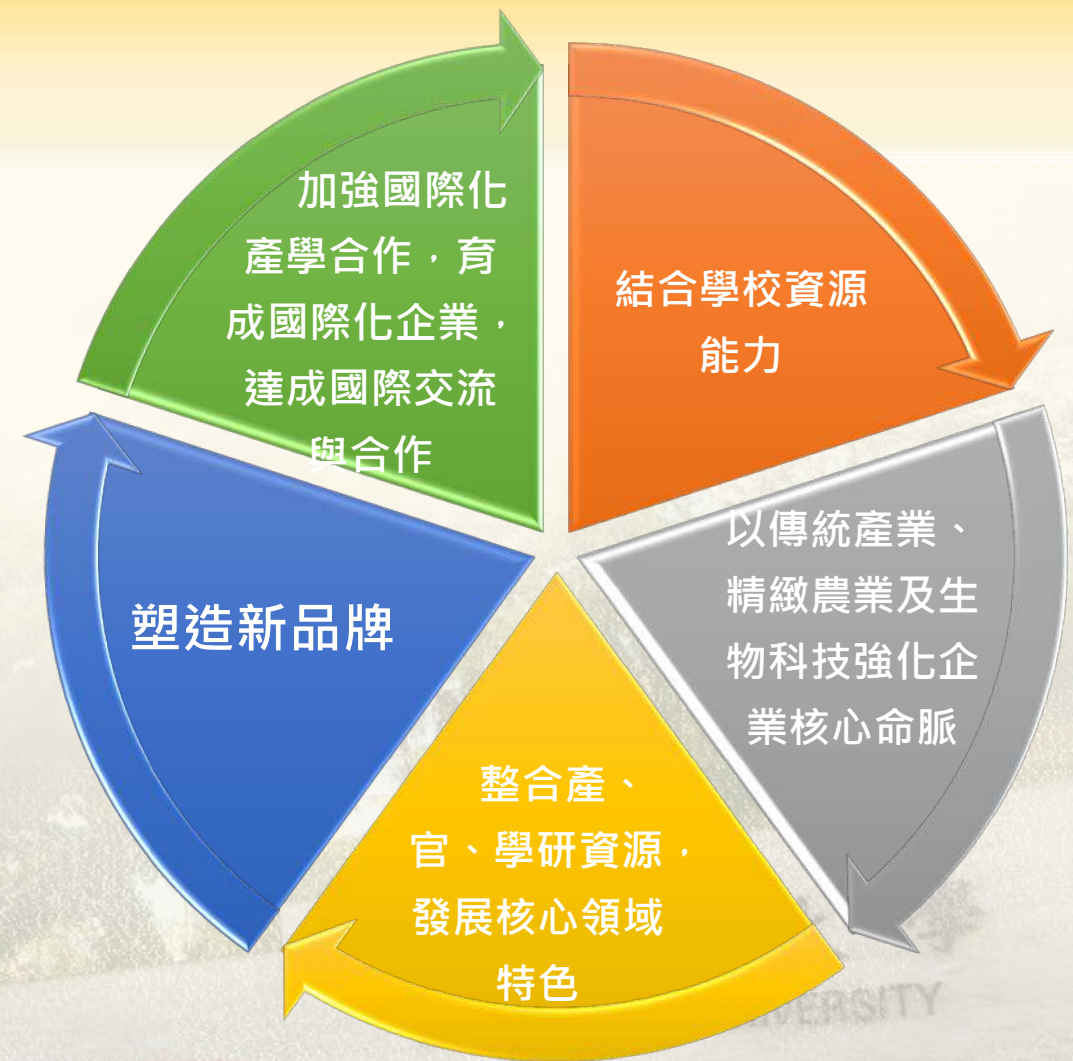 結合學校資源
能力
以傳統產業、
精緻農業及生
物科技強化企
業核心命脈
整合產、
官、學研資源，
發展核心領域
特色
塑造新品牌
加強國際化
產學合作，育
成國際化企業，
達成國際交流
與合作